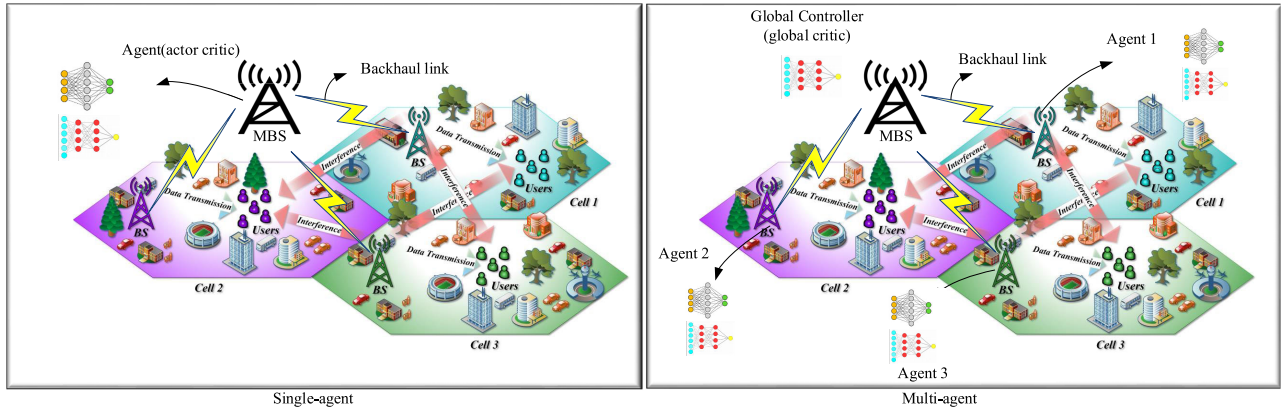 Agent(actor critic)
Backhaul link
MBS
Data Transmission
Interference
BS
Users
Interference
Interfe
Cell 1
Data Transmission
Interference
BS
Users
Data Transmission
Cell 2
BS
Users
Cell 3
Single-agent
Global Controller
(global critic)
Agent 1
Backhaul link
MBS
Data Transmission
Interference
BS
Users
Interference
Interfe
Cell 1
Data Transmission
Interference
BS
Users
Data Transmission
Agent 2
Cell 2
BS
Users
Cell 3
Agent 3
Multi-agent